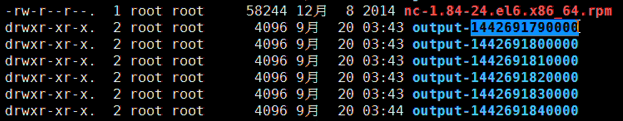 -rw-r--r--. 1 root root 58244 12月 8 2014 nc-1.84-24.el6.x86_64.rpm
drwxr-xr-x. 2 root root 4096 9月 20 03:43 output-1442691790000
drwxr-xr-x. 2 root root 4096 9月 20 03:43 output-1442691800000
drwxr-xr-x. 2 root root 4096 9月 20 03:43 output-1442691810000
drwxr-xr-x. 2 root root 4096 9月 20 03:43 output-1442691820000
drwxr-xr-x. 2 root root 4096 9月 20 03:43 output-1442691830000
drwxr-xr-x. 2 root root 4096 9月 20 03:44 output-1442691840000